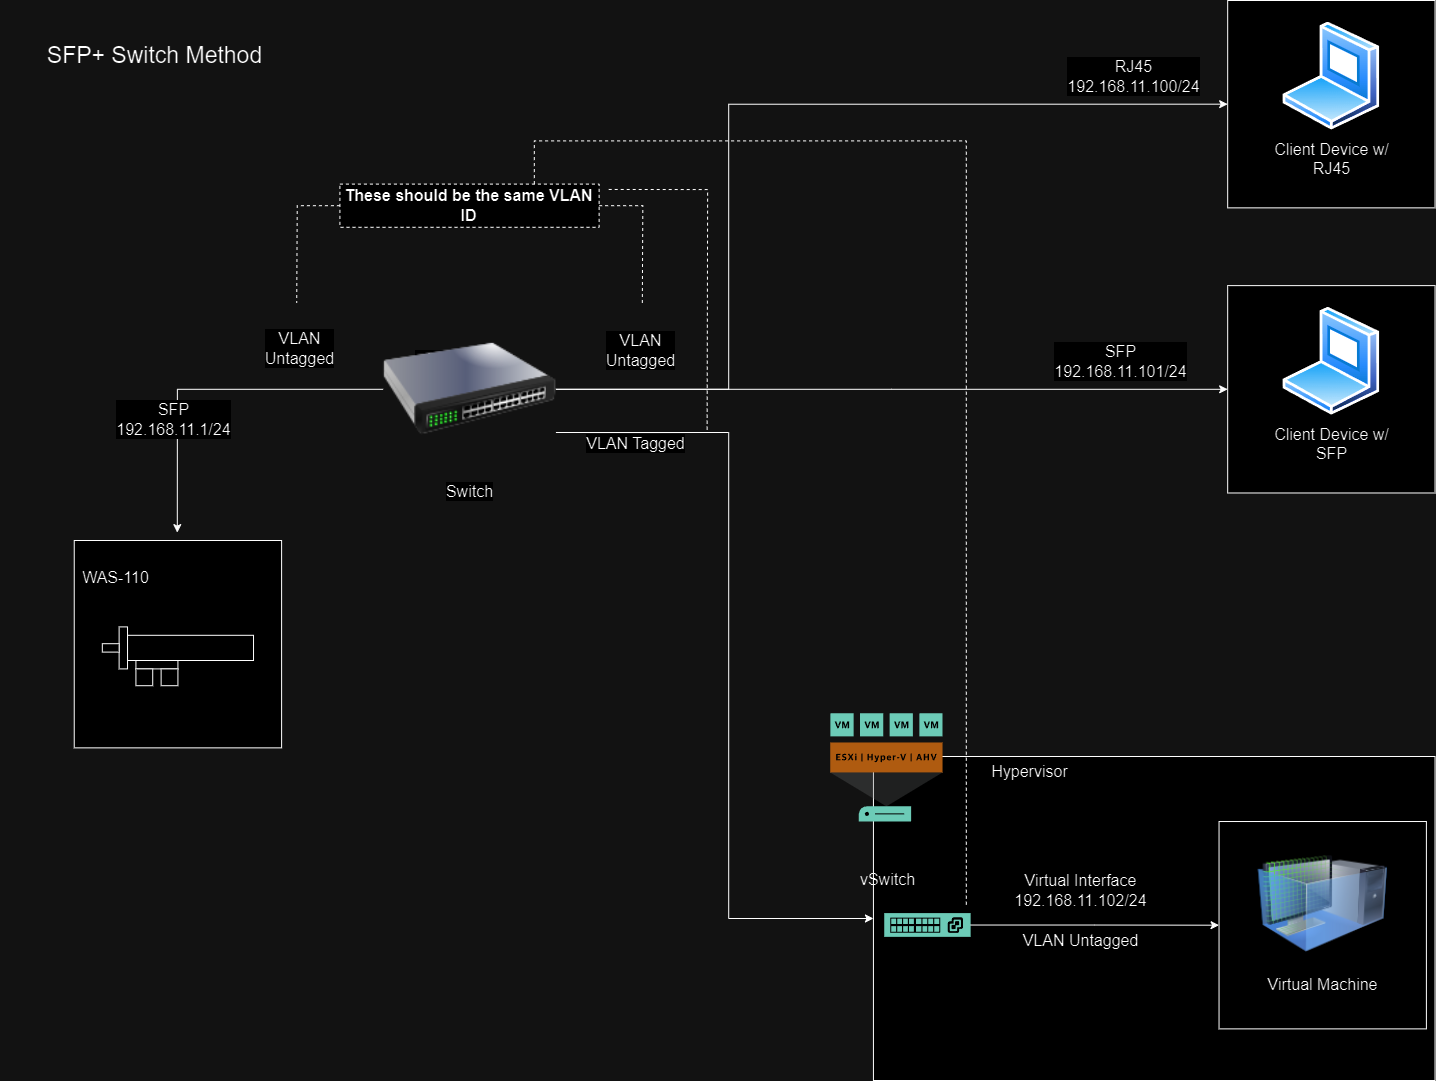 SFP+ Switch Method
RJ45
192.168.11.100/24
Client Device w/
RJ45
These should be the same VLAN
ID
VLAN
Untagged
VLAN
Untagged
SFP
192.168.11.101/24
Client Device w/
SFP
SFP
192.168.11.1/24
VLAN Tagged
Switch
WAS-110
VM
VM
VM
VM
ESXi | Hyper-V | AHV
Hypervisor
vSwitch
Virtual Interface
192.168.11.102/24
VLAN Untagged
Virtual Machine